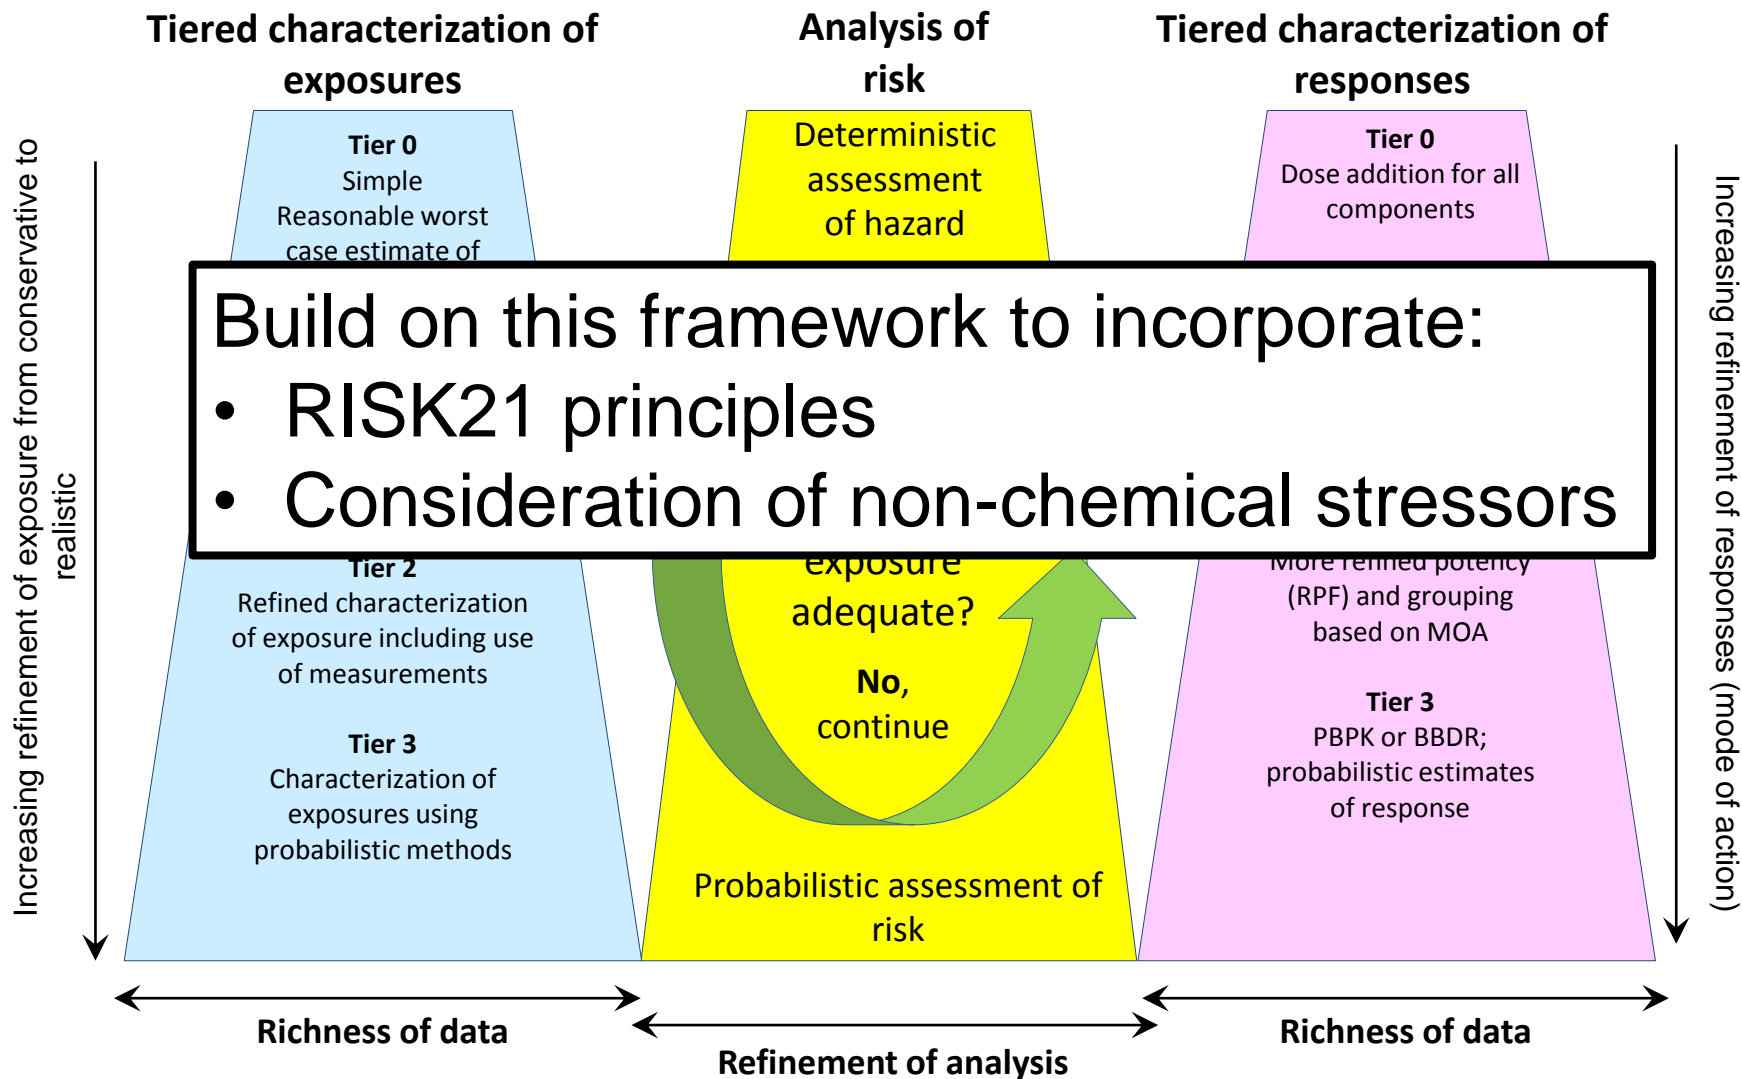 Tiered characterization of
exposures
Analysis of
risk
Tiered characterization of
responses
Increasing refinement of exposure from conservative to
realistic
Tier 0
Simple
Reasonable worst
case estimate of
Deterministic
assessment
of hazard
Tier 0
Dose addition for all
components
Increasing refinement of responses (mode of action)
Build on this framework to incorporate:
• RISK21 principles
• Consideration of non-chemical stressors
Tier 2
Refined characterization
of exposure including use
of measurements
Tier 3
Characterization of
exposures using
probabilistic methods
exposure
adequate?
No,
continue
Probabilistic assessment of
risk
More refined potency
(RPF) and grouping
based on MOA
Tier 3
PBPK or BBDR;
probabilistic estimates
of response
Richness of data
Refinement of analysis
Richness of data